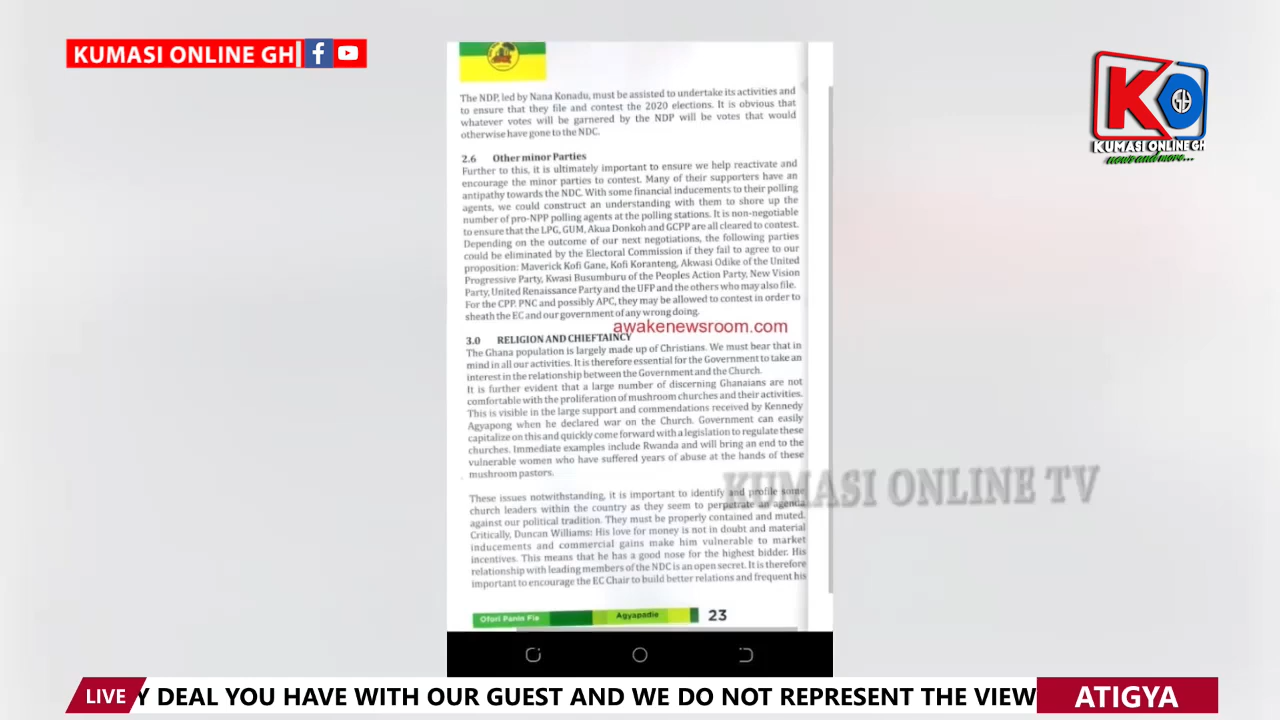 KUMASI ONLINE GH
KO
Gh
KUMASI ONLINE GH
news and more...
The NDP, led by Nana Konadu, must be assisted to undertake its activities and
to ensure that they file and contest the 2020 elections. It is obvious that
whatever votes will be garnered by the NDP will be votes that would
otherwise have gone to the NDC.
2.6 Other minor Parties
Further to this, it is ultimately important to ensure we help reactivate and
encourage the minor parties to contest. Many of their supporters have an
antipathy towards the NDC. With some financial inducements to their polling
agents, we could construct an understanding with them to shore up the
number of pro-NPP polling agents at the polling stations. It is non-negotiable
to ensure that the LPG, GUM, Akua Donkoh and GCPP are all cleared to contest.
Depending on the outcome of our next negotiations, the following parties
could be eliminated by the Electoral Commission if they fail to agree to our
proposition: Maverick Kofi Gane, Kofi Koranteng, Akwasi Odike of the United
Progressive Party, Kwasi Busumburu of the Peoples Action Party, New Vision
Party, United Renaissance Party and the UFP and the others who may also file.
For the CPP, PNC and possibly APC, they may be allowed to contest in order to
sheath the EC and our government of any wrong doing.
awakenewsroom.com
3.0 RELIGION AND CHIEFTAINCY
The Ghana population is largely made up of Christians. We must bear that in
mind in all our activities. It is therefore essential for the Government to take an
interest in the relationship between the Government and the Church.
It is further evident that a large number of discerning Ghanaians are not
comfortable with the proliferation of mushroom churches and their activities.
This is visible in the large support and commendations received by Kennedy
Agyapong when he declared war on the Church. Government can easily
capitalize on this and quickly come forward with a legislation to regulate these
churches. Immediate examples include Rwanda and will bring an end to the
vulnerable women who have suffered years of abuse at the hands of these
mushroom pastors.
KUMASI ONLINE TV
These issues notwithstanding, it is important to identify and profile some
church leaders within the country as they seem to perpetrate an agenda
against our political tradition. They must be properly contained and muted.
Critically, Duncan Williams: His love for money is not in doubt and material
inducements and commercial gains make him vulnerable to market
incentives. This means that he has a good nose for the highest bidder. His
relationship with leading members of the NDC is an open secret. It is therefore
important to encourage the EC Chair to build better relations and frequent his
Ofori Panin Fie Agyapadie 23
LIVE Y DEAL YOU HAVE WITH OUR GUEST AND WE DO NOT REPRESENT THE VIEW ATIGYA